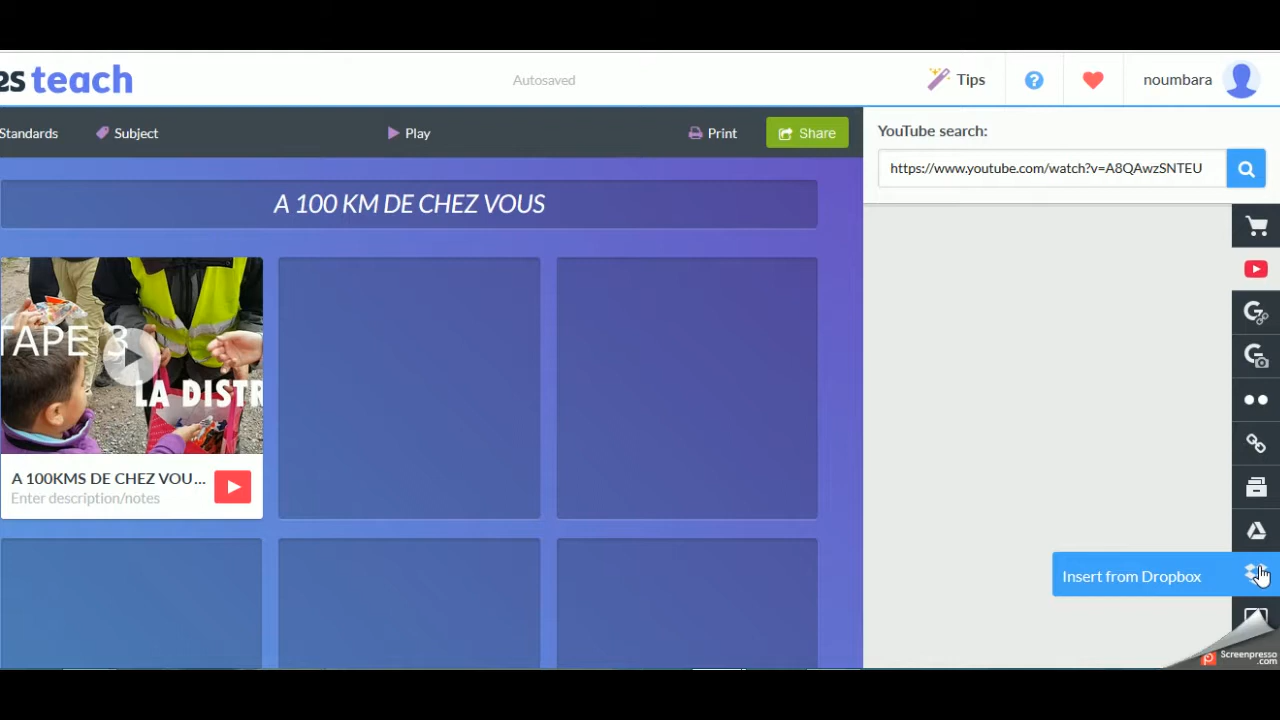 es teach
Autosaved
Tips
noumbara
Standards
Subject
Play
Print
Share
YouTube search:
https://www.youtube.com/watch?v=A8QAwzSNTEU
A 100 KM DE CHEZ VOUS
TAPE 3
LA DISTR
A 100KMS DE CHEZ VOU...
Enter description/notes
Insert from Dropbox
Screenpresso
.com